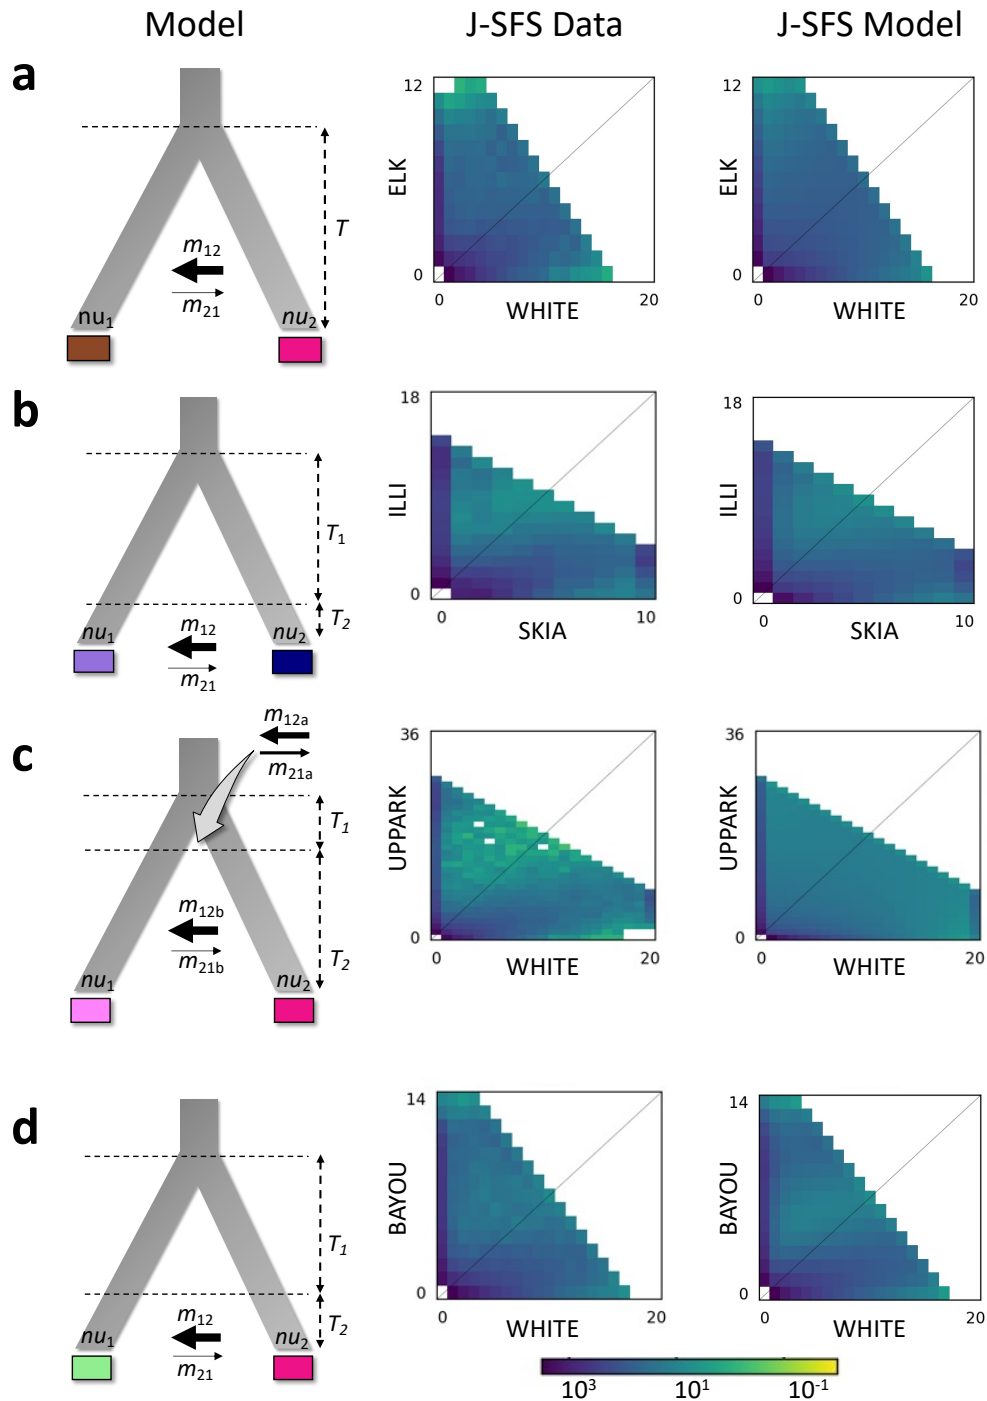 Model
J-SFS Data
J-SFS Model
a
T
m12
m21
nu1
nu2
12
ELK
0
0
20
WHITE
12
ELK
0
0
20
WHITE
b
T1
T2
nu1
m12
nu2
m21
18
ILLI
0
0
10
SKIA
18
ILLI
0
0
10
SKIA
c
m12a
m21a
T1
m12b
m21b
T2
nu1
nu2
36
UPPARK
0
0
20
WHITE
36
UPPARK
0
0
20
WHITE
d
T1
T2
m12
nu1
nu2
m21
14
BAYOU
0
0
20
WHITE
14
BAYOU
0
0
20
WHITE
10³
10¹
10⁻¹